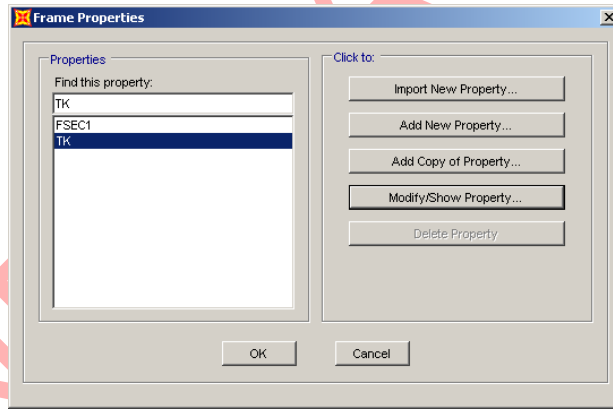 Frame Properties
Properties
Find this property:
TK
FSEC1
TK
Click to:
Import New Property...
Add New Property...
Add Copy of Property...
Modify/Show Property...
Delete Property
OK
Cancel